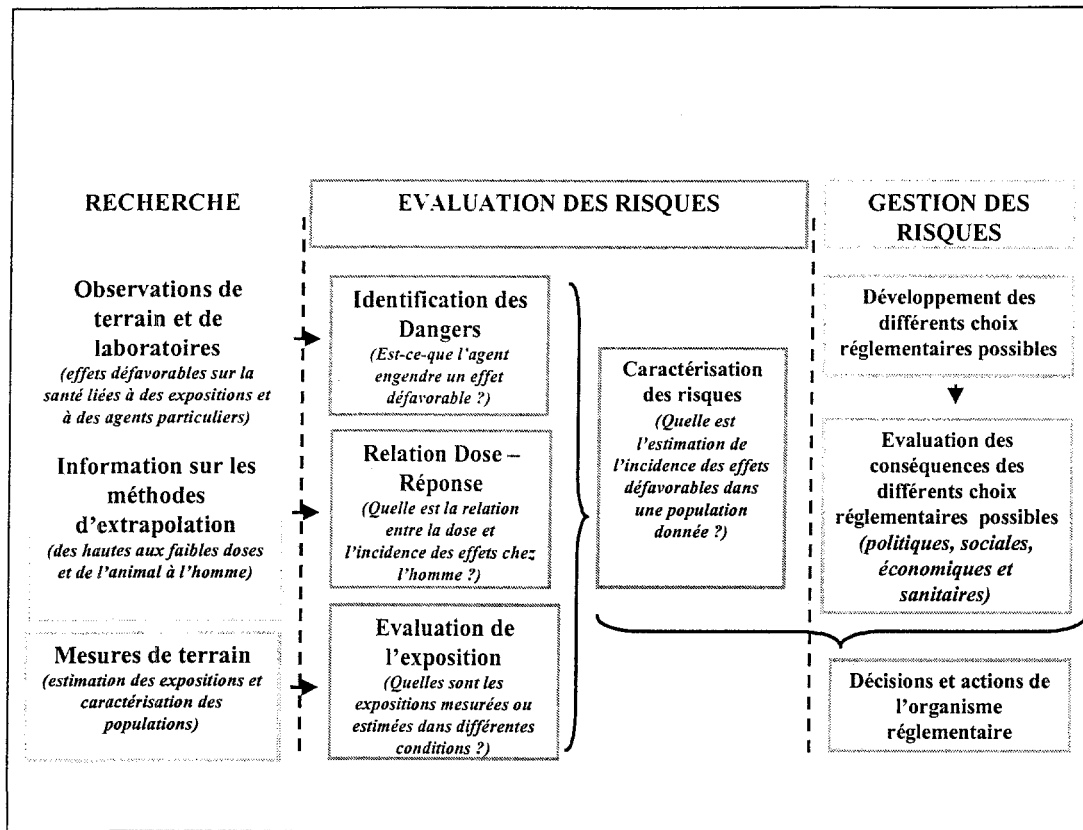 RECHERCHE
Observations de
terrain et de
laboratoires
(effets défavorables sur la
santé liées à des expositions et
à des agents particuliers)
Information sur les
méthodes
d'extrapolation
(des hautes aux faibles doses
et de l'animal à l'homme)
Mesures de terrain
(estimation des expositions et
caractérisation des
populations)
EVALUATION DES RISQUES
Identification des
Dangers
(Est-ce-que l'agent
engendre un effet
défavorable ?)
Relation Dose –
Réponse
(Quelle est la relation
entre la dose et
l'incidence des effets chez
l'homme ?)
Evaluation de
l'exposition
(Quelles sont les
expositions mesurées ou
estimées dans différentes
conditions ?)
Caractérisation
des risques
(Quelle est
l'estimation de
l'incidence des effets
défavorables dans
une population
donnée ?)
GESTION DES
RISQUES
Développement des
différents choix
réglementaires possibles
Evaluation des
conséquences des
différents choix
réglementaires possibles
(politiques, sociales,
économiques et
sanitaires)
Décisions et actions de
l'organisme
réglementaire